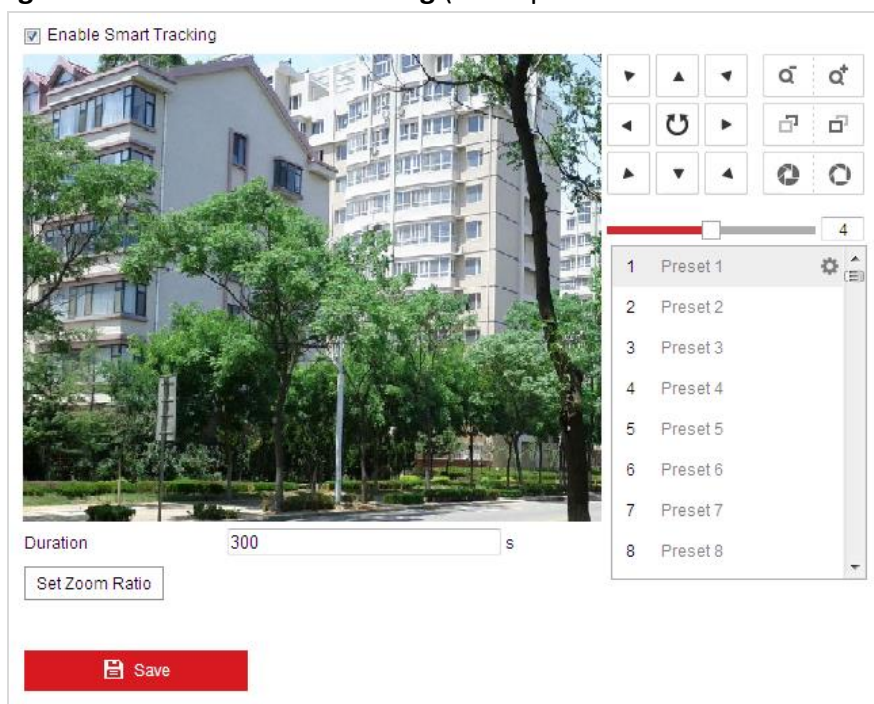 Enable Smart Tracking
4
1 Preset 1
2 Preset 2
3 Preset 3
4 Preset 4
5 Preset 5
6 Preset 6
7 Preset 7
8 Preset 8
Duration 300 s
Set Zoom Ratio
Save